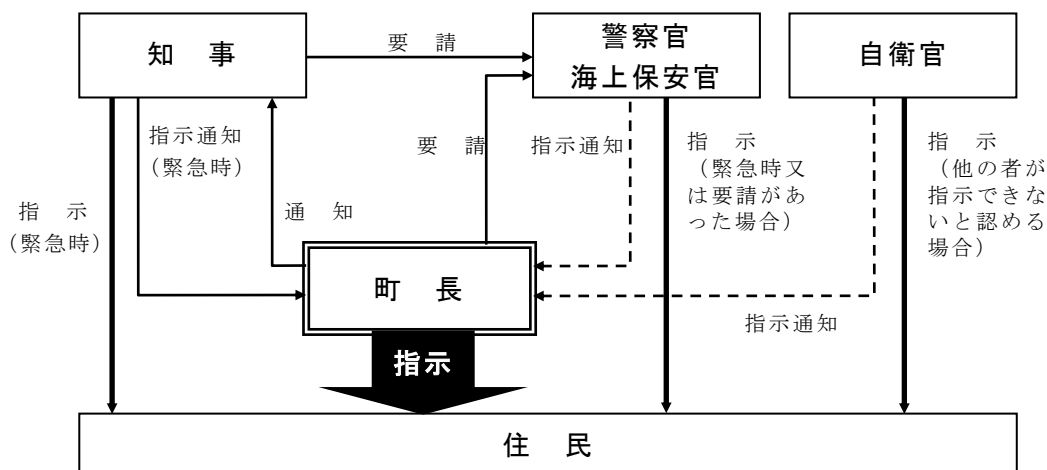 知　事
要　請
警察官
海上保安官
自衛官
指示通知
（緊急時）
要　請
指示通知
指　示
（緊急時又
は要請があ
った場合）
指　示
（他の者が
指示できな
いと認める
場合）
指　示
（緊急時）
通　知
町　長
指示通知
指示
住　民